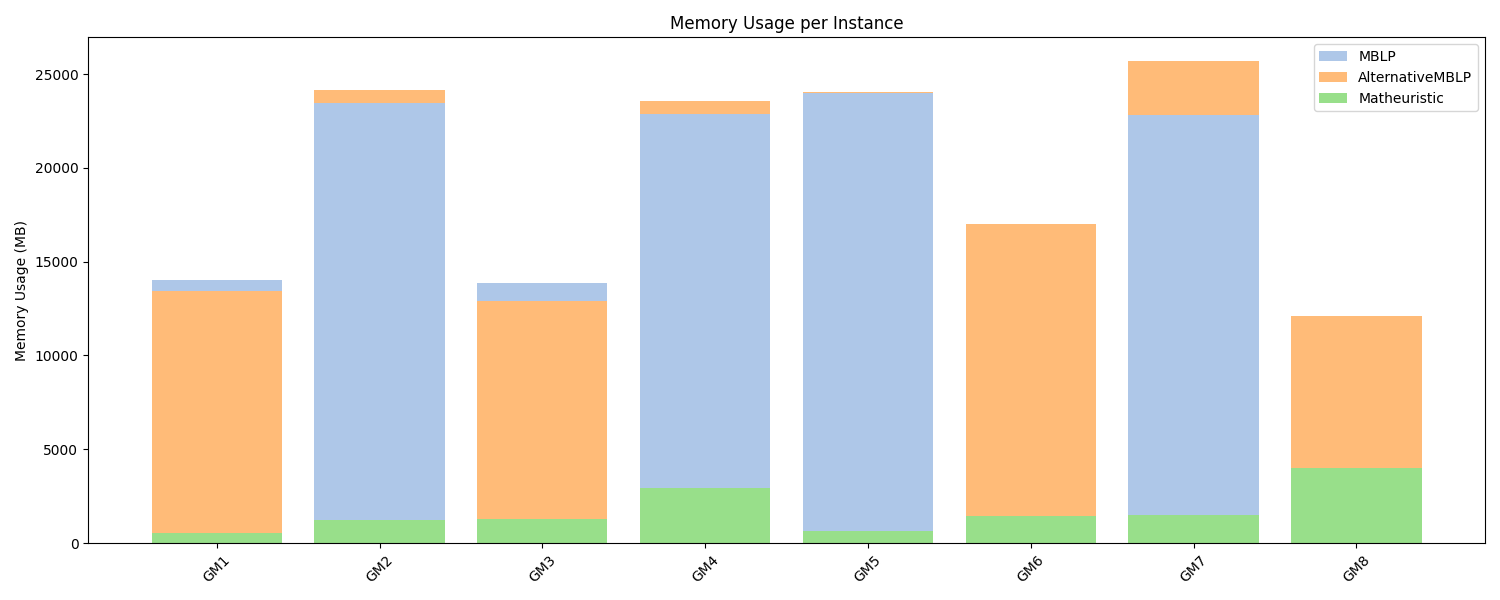 Memory Usage per Instance
MBLP
AlternativeMBLP
Matheuristic
Memory Usage (MB)
25000
20000
15000
10000
5000
0
GM1 GM2 GM3 GM4 GM5 GM6 GM7 GM8